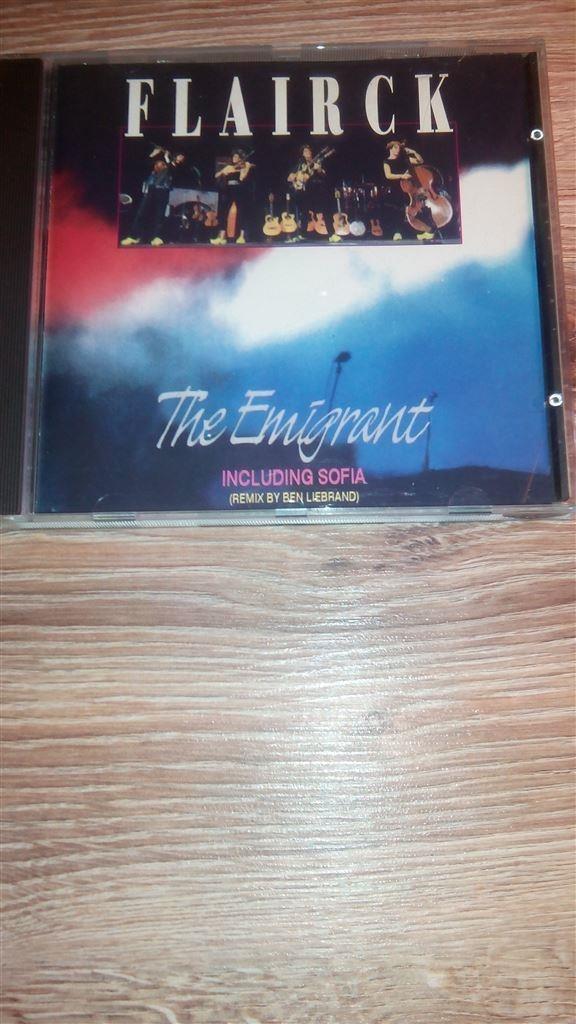 FLAIRCK
The Emigrant
INCLUDING SOFIA
(REMIX BY BEN LIEBRAND)